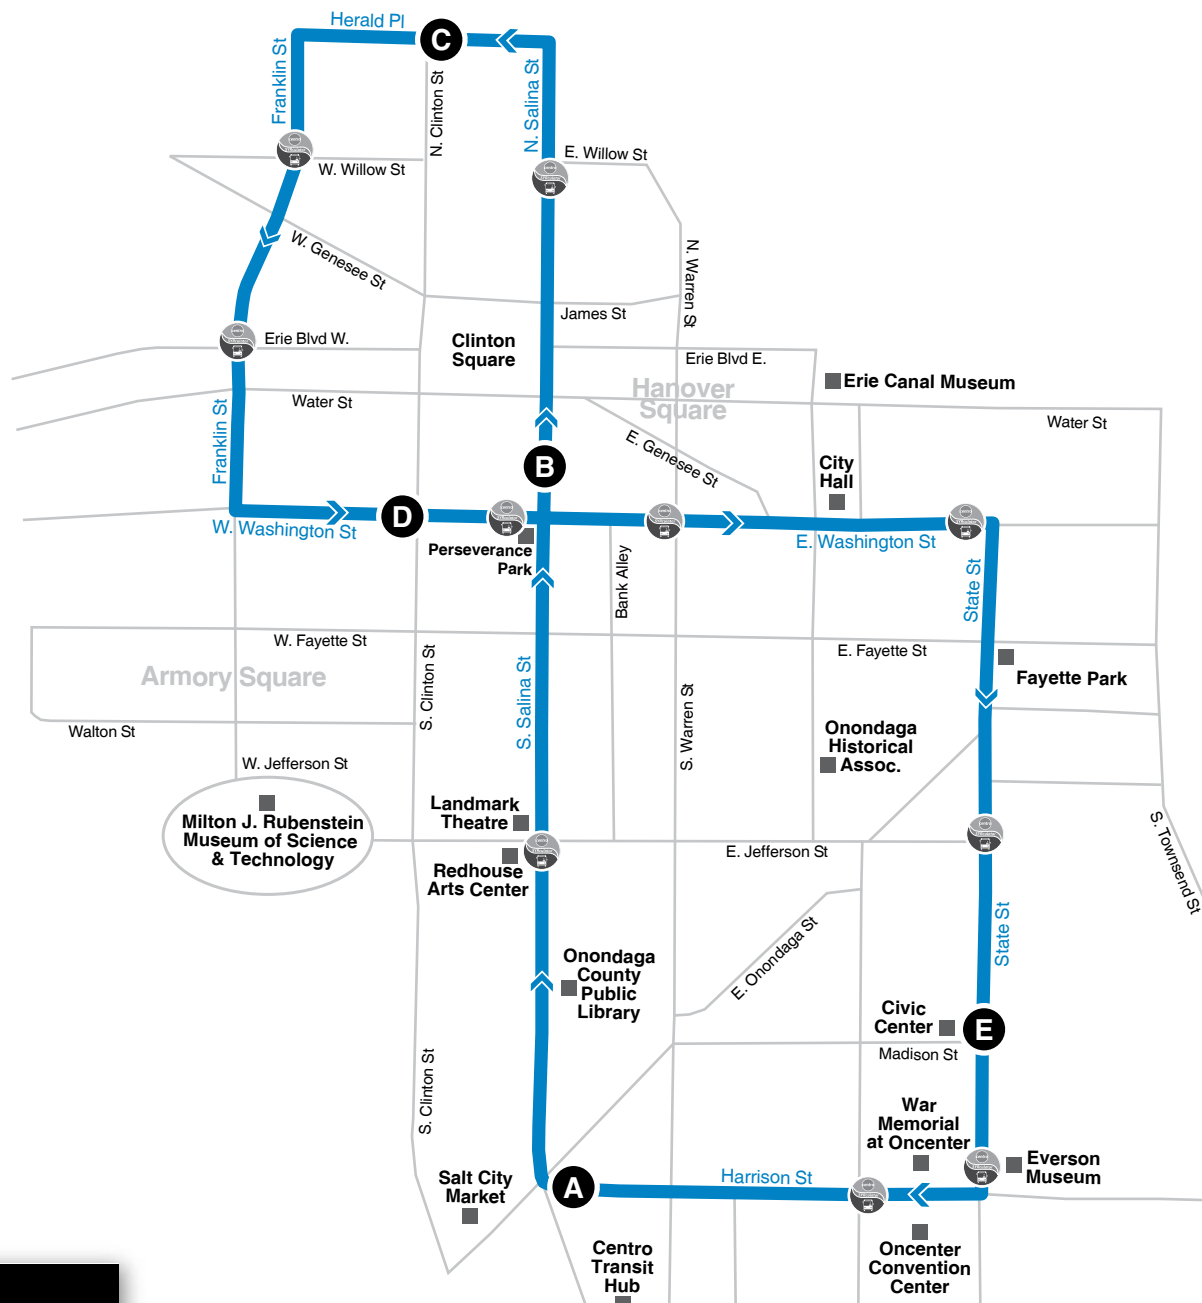 Herald Pl
C
Franklin St
N. Clinton St
N. Salina St
E. Willow St
W. Willow St
W. Genesee St
N. Warren St
James St
Erie Blvd W.
Clinton
Square
Erie Blvd E.
Hanover
Square
Erie Canal Museum
Water St
Water St
Franklin St
E. Genesee St
City
Hall
B
D
W. Washington St
E. Washington St
Perseverance
Park
Bank Alley
State St
W. Fayette St
E. Fayette St
Armory Square
S. Clinton St
S. Salina St
S. Warren St
Fayette Park
Walton St
Onondaga
Historical
Assoc.
W. Jefferson St
Milton J. Rubenstein
Museum of Science
& Technology
Landmark
Theatre
Redhouse
Arts Center
E. Jefferson St
S. Townsend St
State St
E. Onondaga St
Onondaga
County
Public
Library
Civic
Center
E
Madison St
S. Clinton St
War
Memorial
at Oncenter
Everson
Museum
Salt City
Market
A
Harrison St
Centro
Transit
Hub
Oncenter
Convention
Center